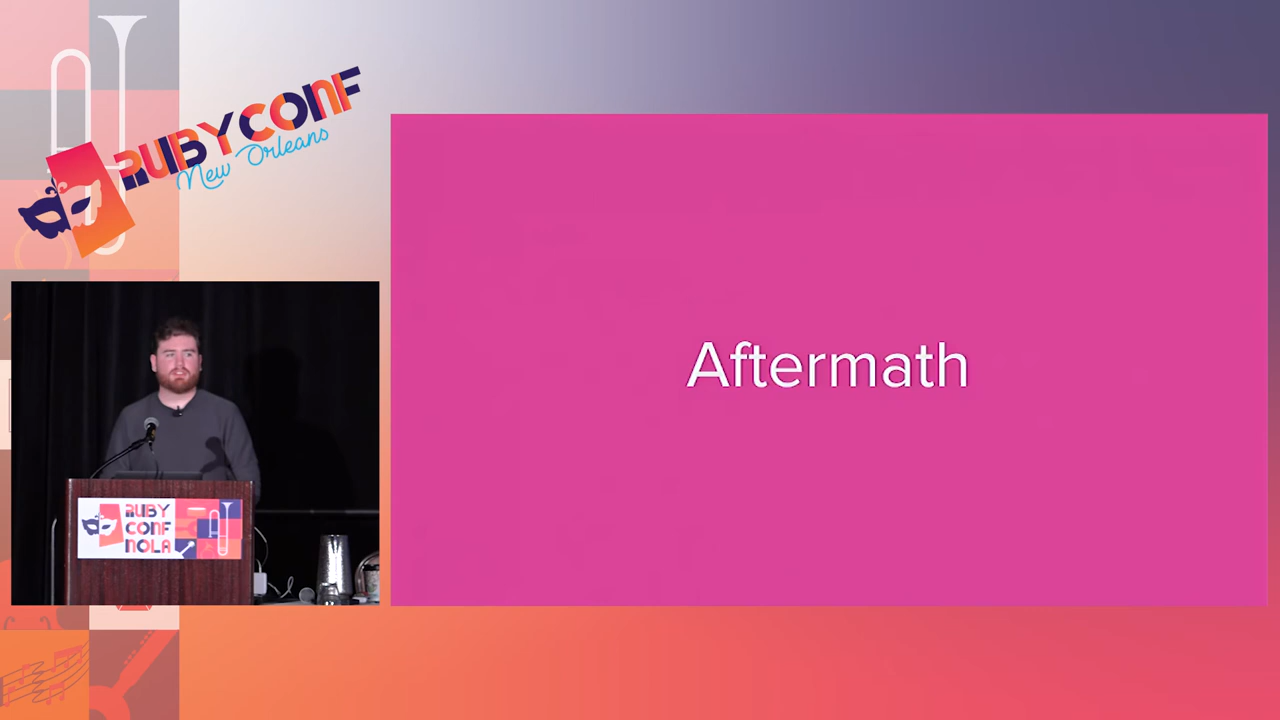 RUBYCONF
New Orleans
Aftermath
RUBY
CONF
NOLA